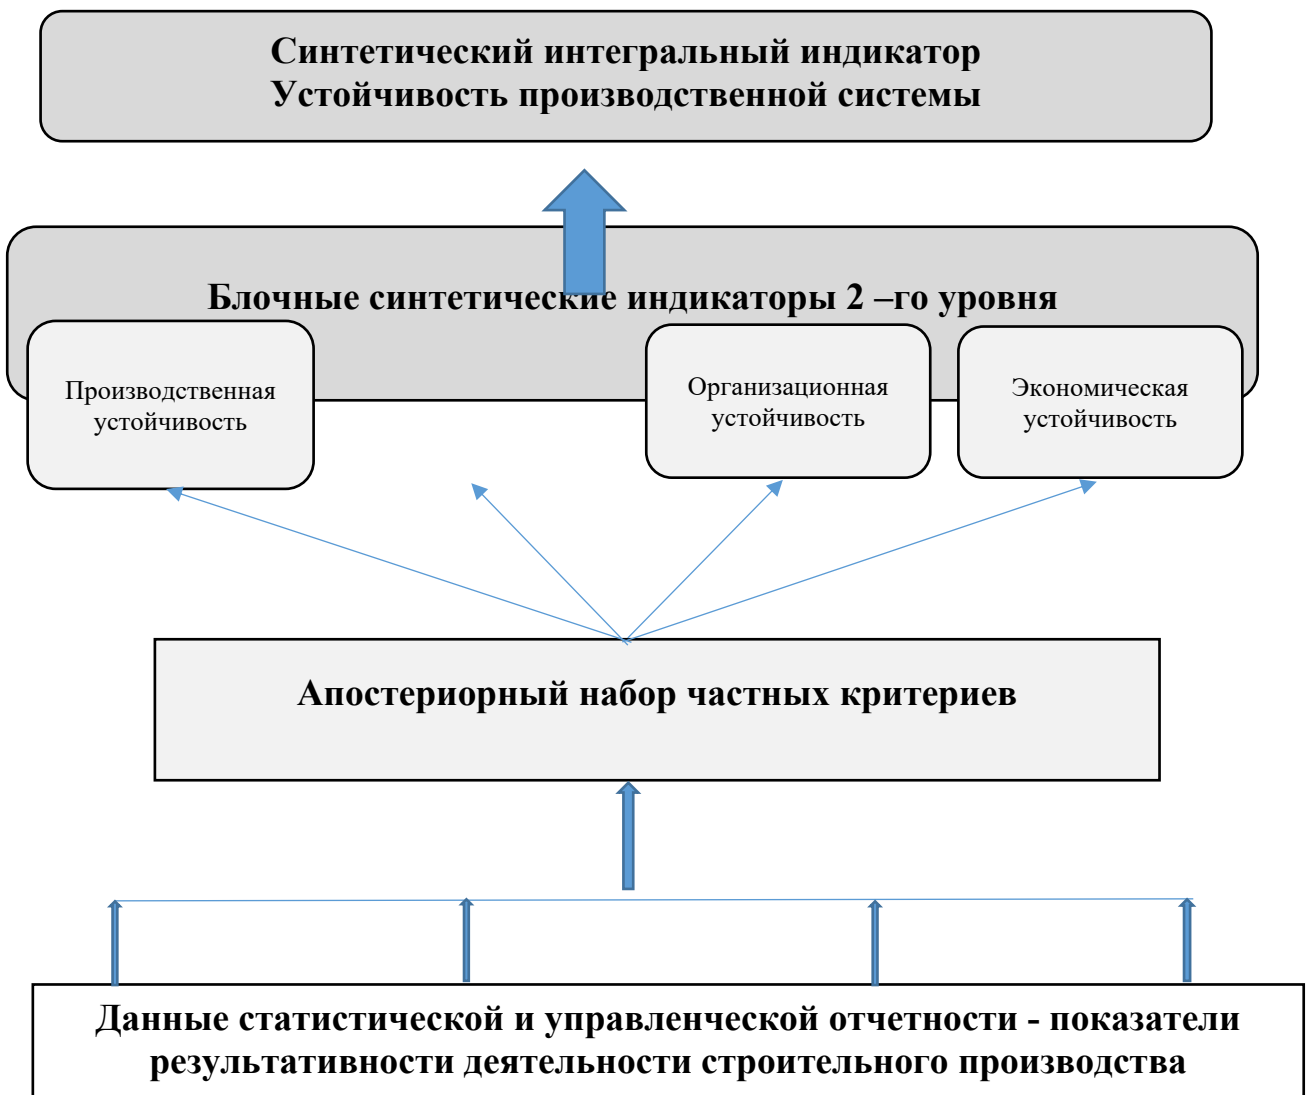 Синтетический интегральный индикатор
Устойчивость производственной системы
Блочные синтетические индикаторы 2 –го уровня
Производственная
устойчивость
Организационная
устойчивость
Экономическая
устойчивость
Апостериорный набор частных критериев
Данные статистической и управленческой отчетности - показатели
результативности деятельности строительного производства